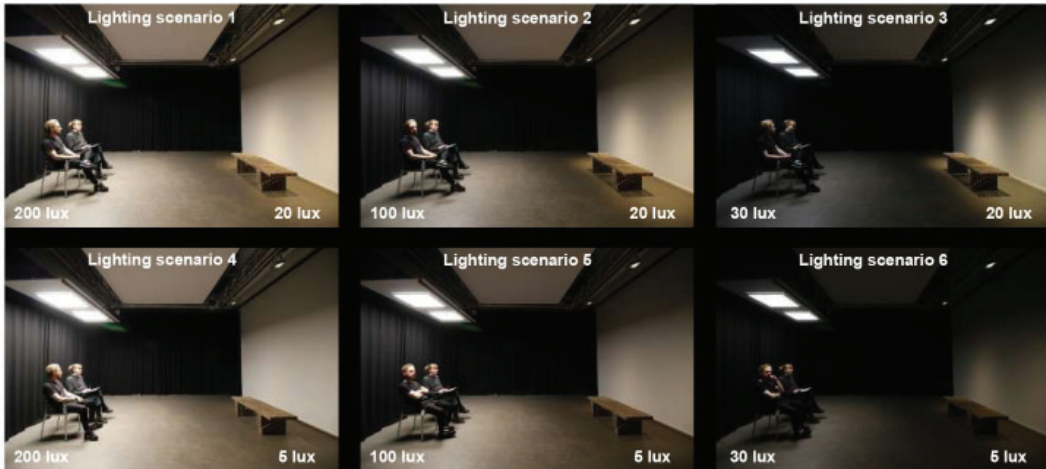 Lighting scenario 1
200 lux
20 lux
Lighting scenario 2
100 lux
20 lux
Lighting scenario 3
30 lux
20 lux
Lighting scenario 4
200 lux
5 lux
Lighting scenario 5
100 lux
5 lux
Lighting scenario 6
30 lux
5 lux